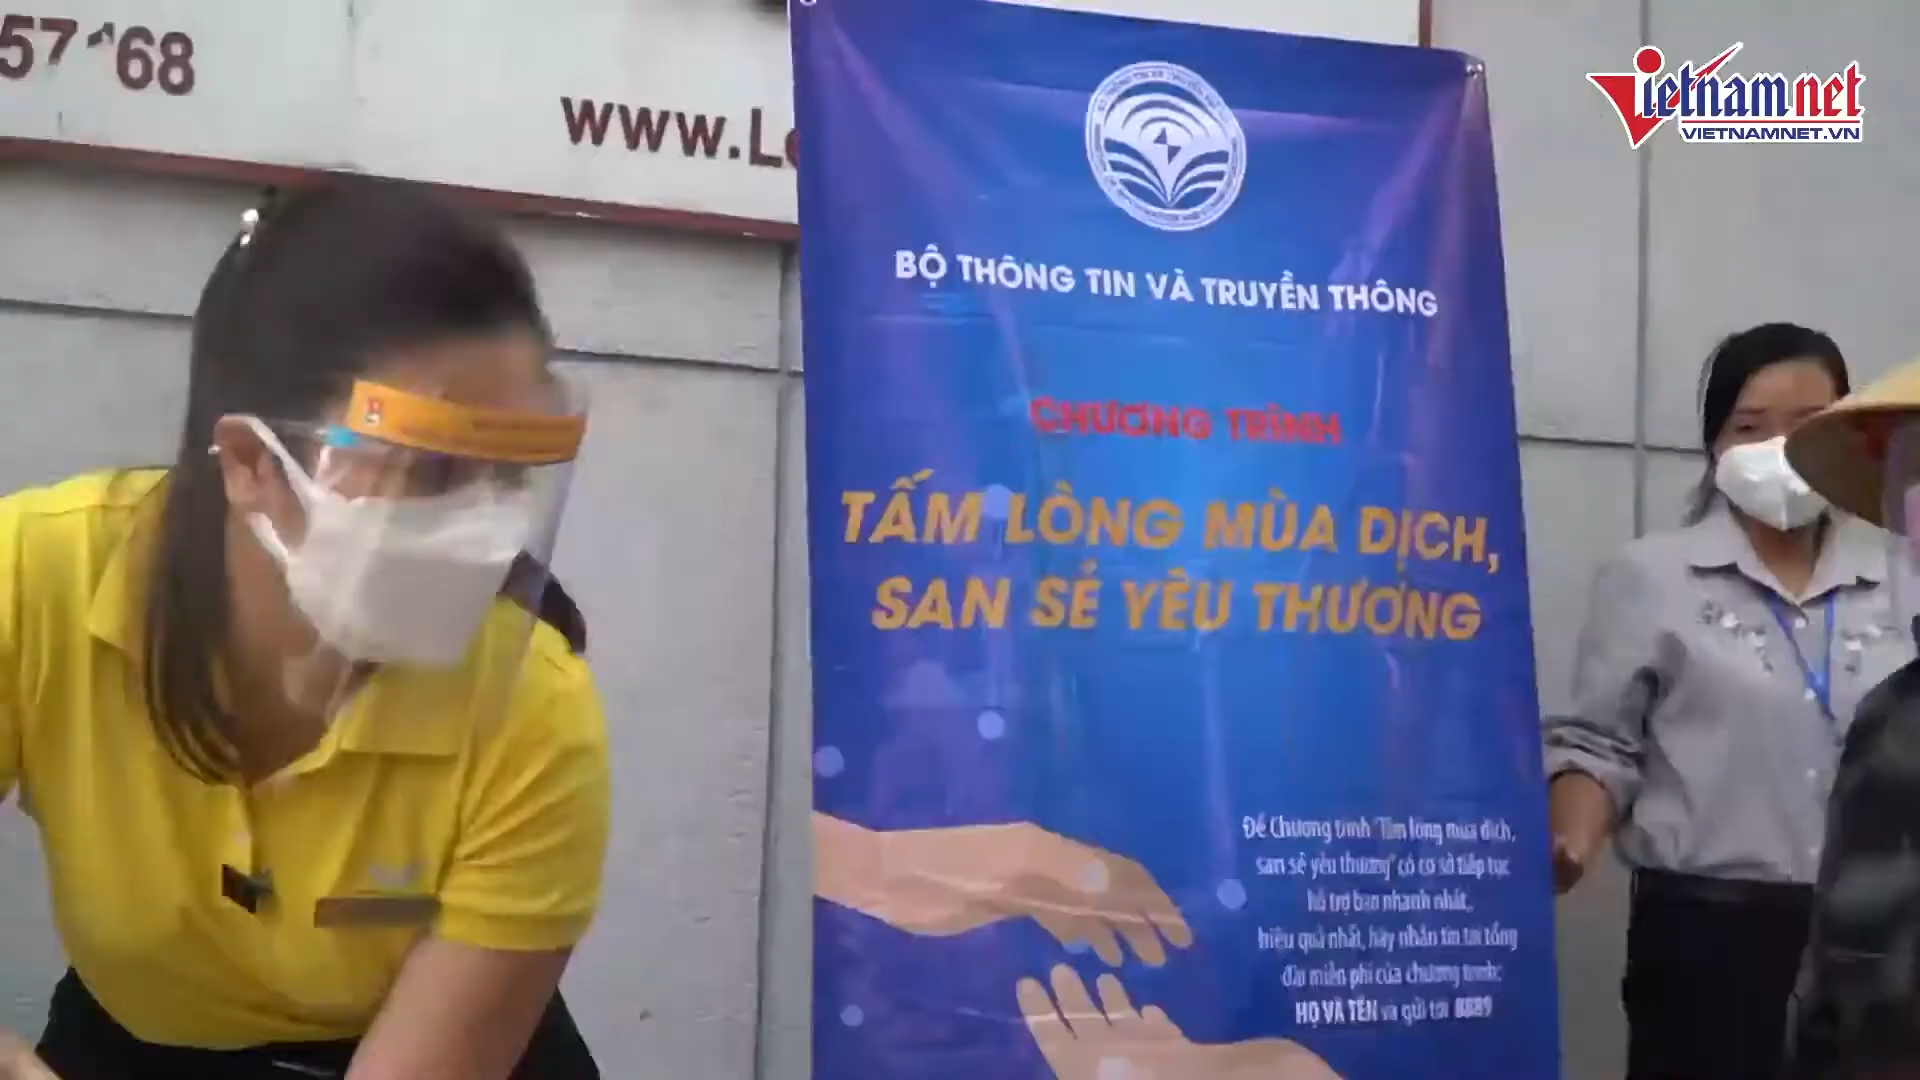 57 68
www.Lo
Vietnamnet
VIETNAMNET.VN
BỘ THÔNG TIN VÀ TRUYỀN THÔNG
CHƯƠNG TRÌNH
TẤM LÒNG MÙA DỊCH,
SAN SẺ YÊU THƯƠNG
Để Chương trình "Tấm lòng mùa dịch,
san sẻ yêu thương" có cơ sở tiếp tục
hỗ trợ bạn nhanh nhất,
hiệu quả nhất, hãy nhắn tin tới tổng
đài miễn phí của chương trình:
HỌ VÀ TÊN và gửi tới 8889